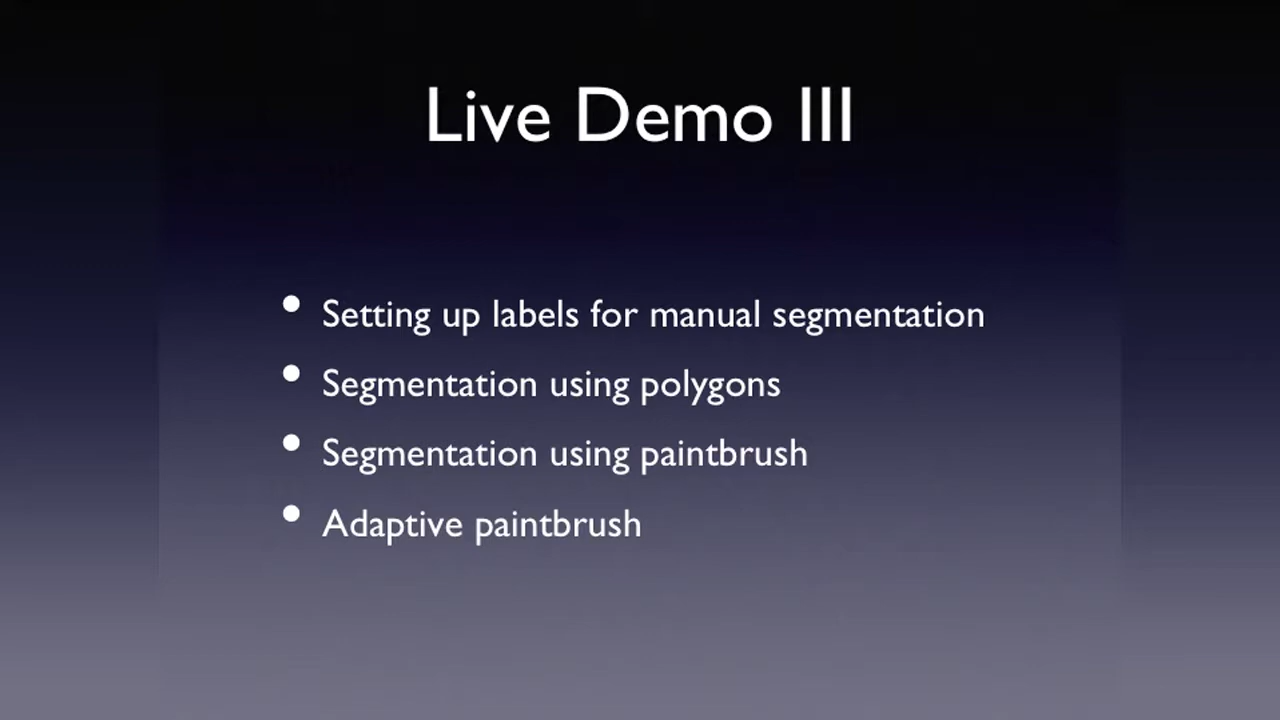 Live Demo III
• Setting up labels for manual segmentation
• Segmentation using polygons
• Segmentation using paintbrush
• Adaptive paintbrush